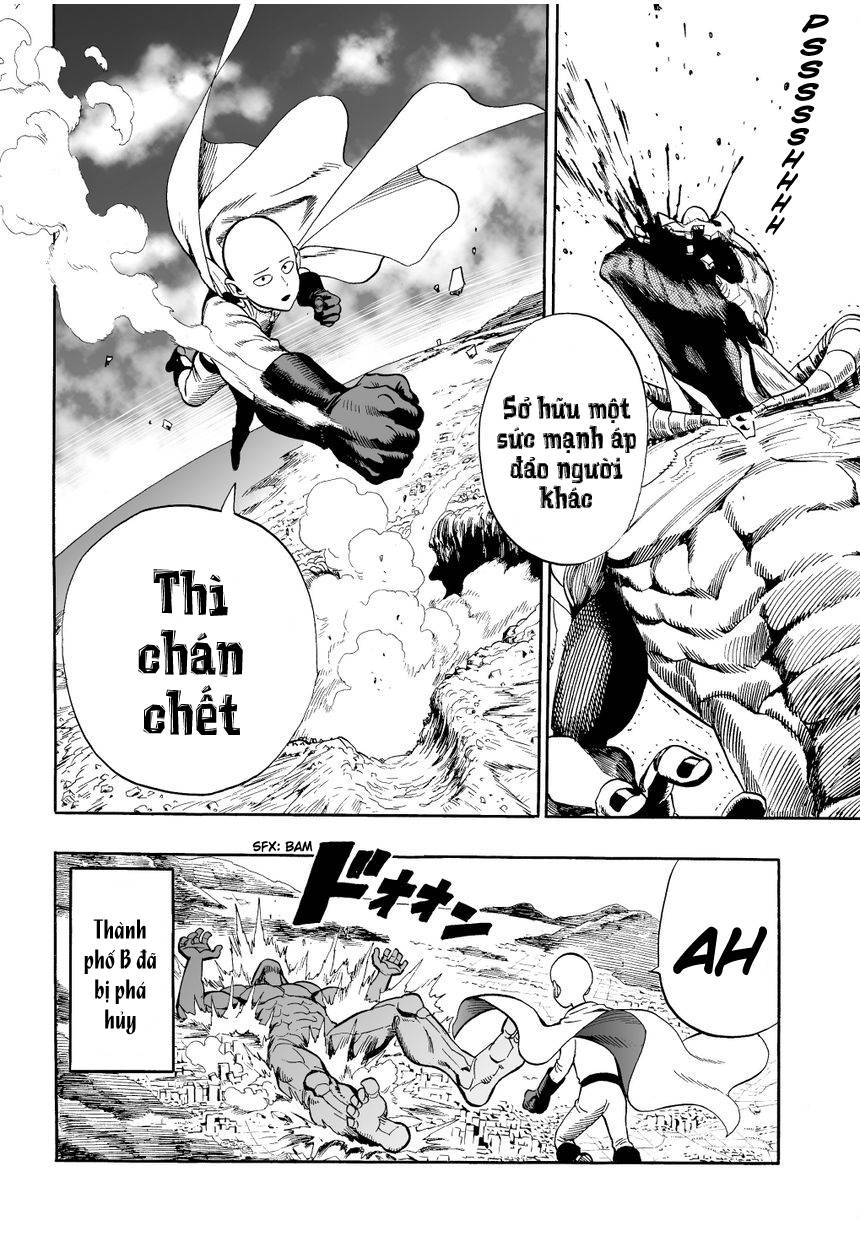 PSSSSSHHHH
Sở hữu một
sức mạnh áp
đảo người
khác
Thì
chán
chết
SFX: BAM
ドオオン
AH
Thành
phố B đã
bị phá
hủy